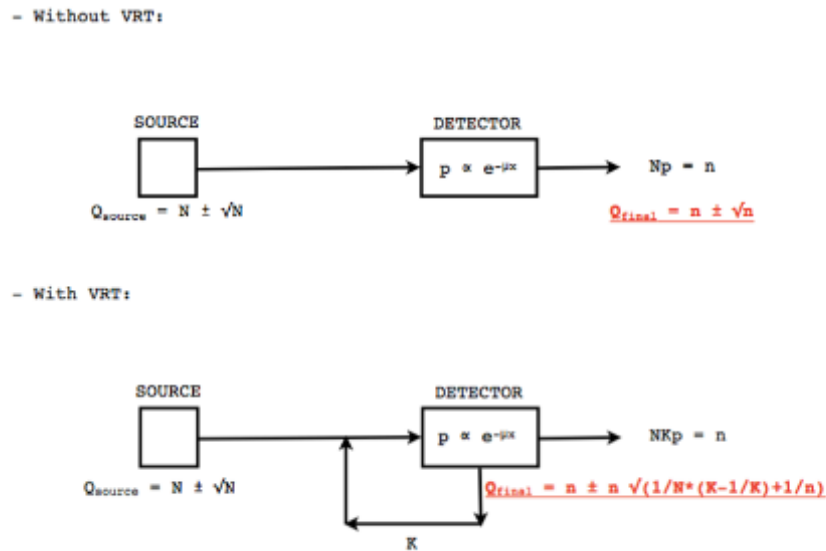 - Without VRT:
SOURCE
DETECTOR
p ∝ e-μx
Np = n
Qsource = N ± √N
Qfinal = n ± √n
- With VRT:
SOURCE
DETECTOR
p ∝ e-μx
NKp = n
Qsource = N ± √N
Qfinal = n ± n √(1/N*(K-1/K)+1/n)
K